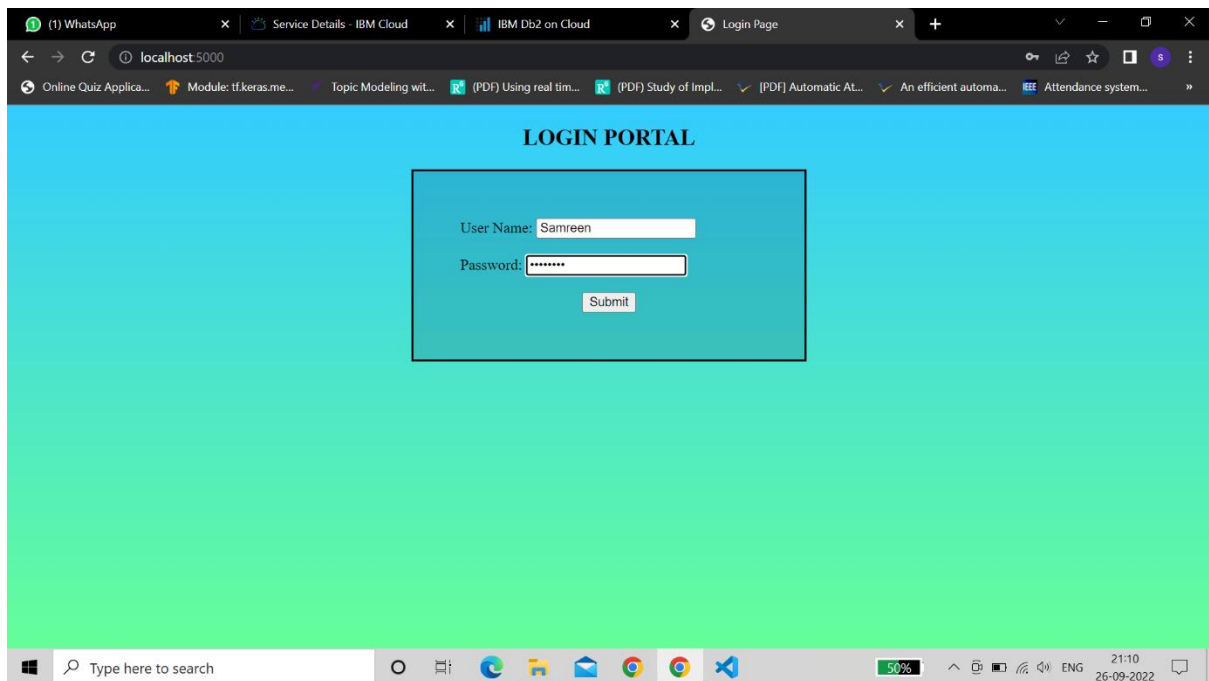 (1) WhatsApp
Service Details - IBM Cloud
IBM Db2 on Cloud
Login Page
localhost:5000
Online Quiz Applica...
Module: tf.keras.me...
Topic Modeling wit...
(PDF) Using real tim...
(PDF) Study of Impl...
[PDF] Automatic At...
An efficient automa...
IEEE Attendance system...
LOGIN PORTAL
User Name: Samreen
Password: ••••••••
Submit
Type here to search
50%
ENG
21:10
26-09-2022